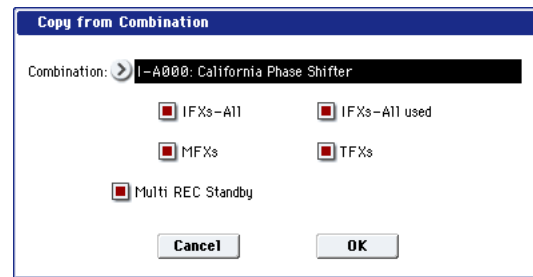 Copy from Combination
Combination: I-A000: California Phase Shifter
IFXs-All IFXs-All used
MFXs TFXs
Multi REC Standby
Cancel OK